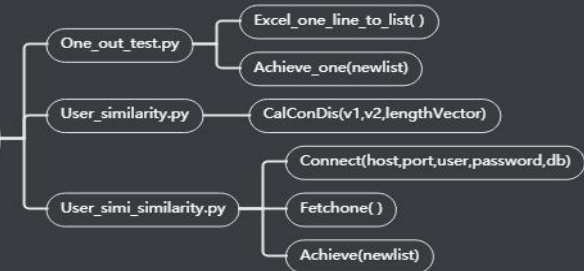 Excel_one_line_to_list( )
One_out_test.py
Achieve_one(newlist)
User_similarity.py
CalConDis(v1,v2,lengthVector)
Connect(host,port,user,password,db)
User_simi_similarity.py
Fetchone( )
Achieve(newlist)